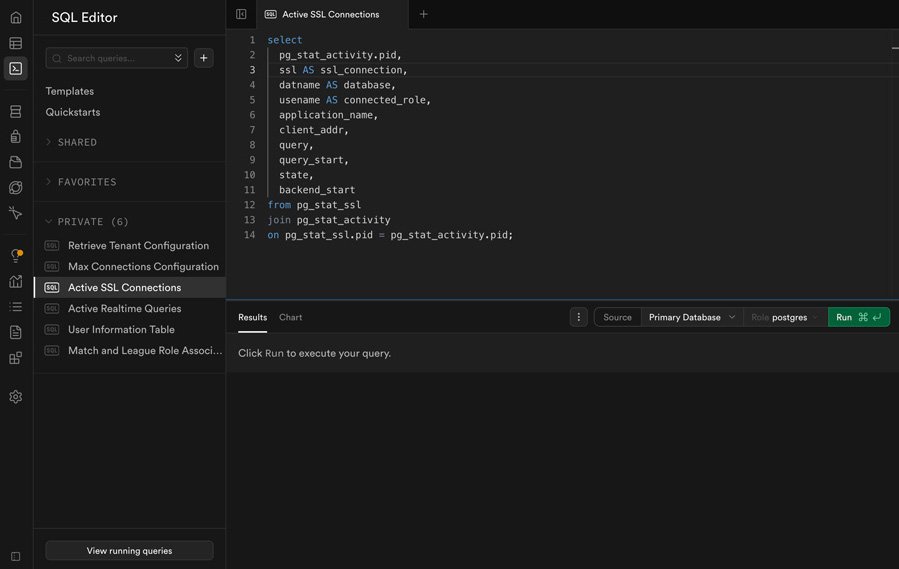 SQL Editor
Search queries...
Templates
Quickstarts
SHARED
FAVORITES
PRIVATE (6)
SQL Retrieve Tenant Configuration
SQL Max Connections Configuration
SQL Active SSL Connections
SQL Active Realtime Queries
SQL User Information Table
SQL Match and League Role Associ...
View running queries
SQL Active SSL Connections
1 select
2 pg_stat_activity.pid,
3 ssl AS ssl_connection,
4 datname AS database,
5 usename AS connected_role,
6 application_name,
7 client_addr,
8 query,
9 query_start,
10 state,
11 backend_start
12 from pg_stat_ssl
13 join pg_stat_activity
14 on pg_stat_ssl.pid = pg_stat_activity.pid;
Results Chart Source Primary Database Role postgres Run ⌘ ↵
Click Run to execute your query.